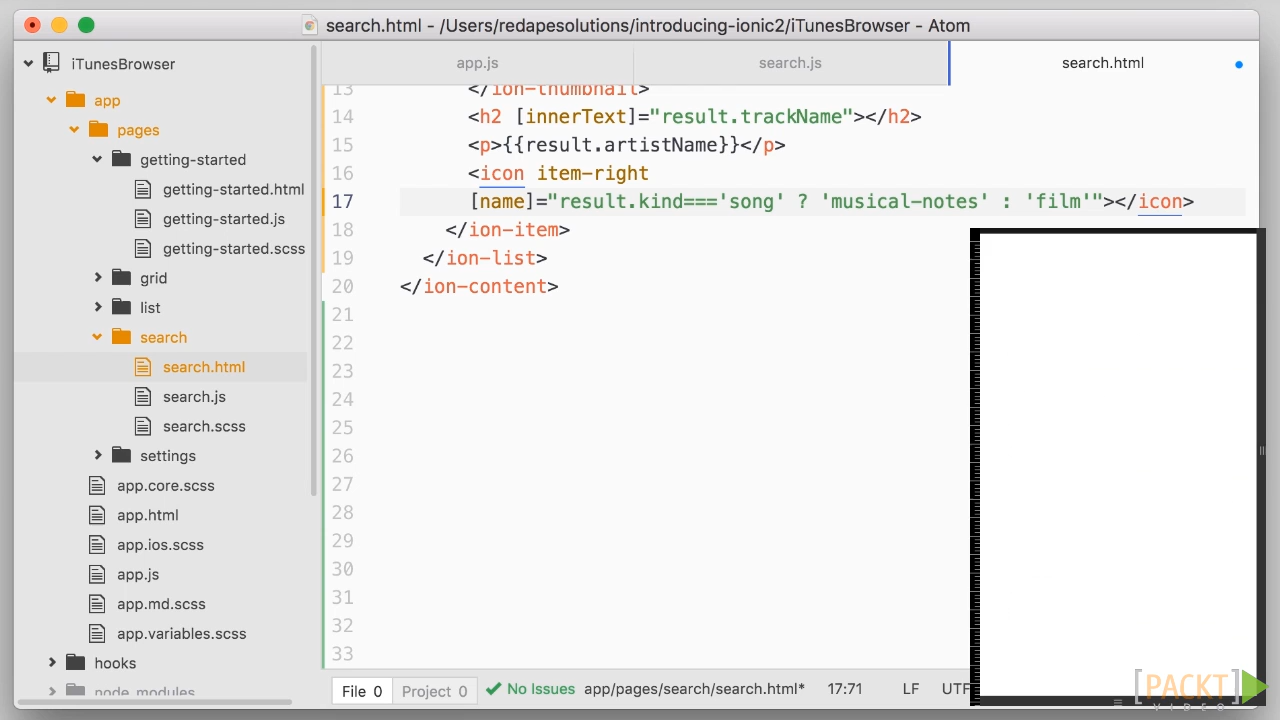 search.html - /Users/redapesolutions/introducing-ionic2/iTunesBrowser - Atom
iTunesBrowser
app
pages
getting-started
getting-started.html
getting-started.js
getting-started.scss
grid
list
search
search.html
search.js
search.scss
settings
app.core.scss
app.html
app.ios.scss
app.js
app.md.scss
app.variables.scss
hooks
node_modules
app.js
search.js
search.html
13 </ion-thumbnail>
14 <h2 [innerText]="result.trackName"></h2>
15 <p>{{result.artistName}}</p>
16 <icon item-right
17 [name]="result.kind==='song' ? 'musical-notes' : 'film'"></icon>
18 </ion-item>
19 </ion-list>
20 </ion-content>
21
22
23
24
25
26
27
28
29
30
31
32
33
File 0 Project 0 No Issues app/pages/search/search.html 17:71 LF UTF
PACKT
VIDEO